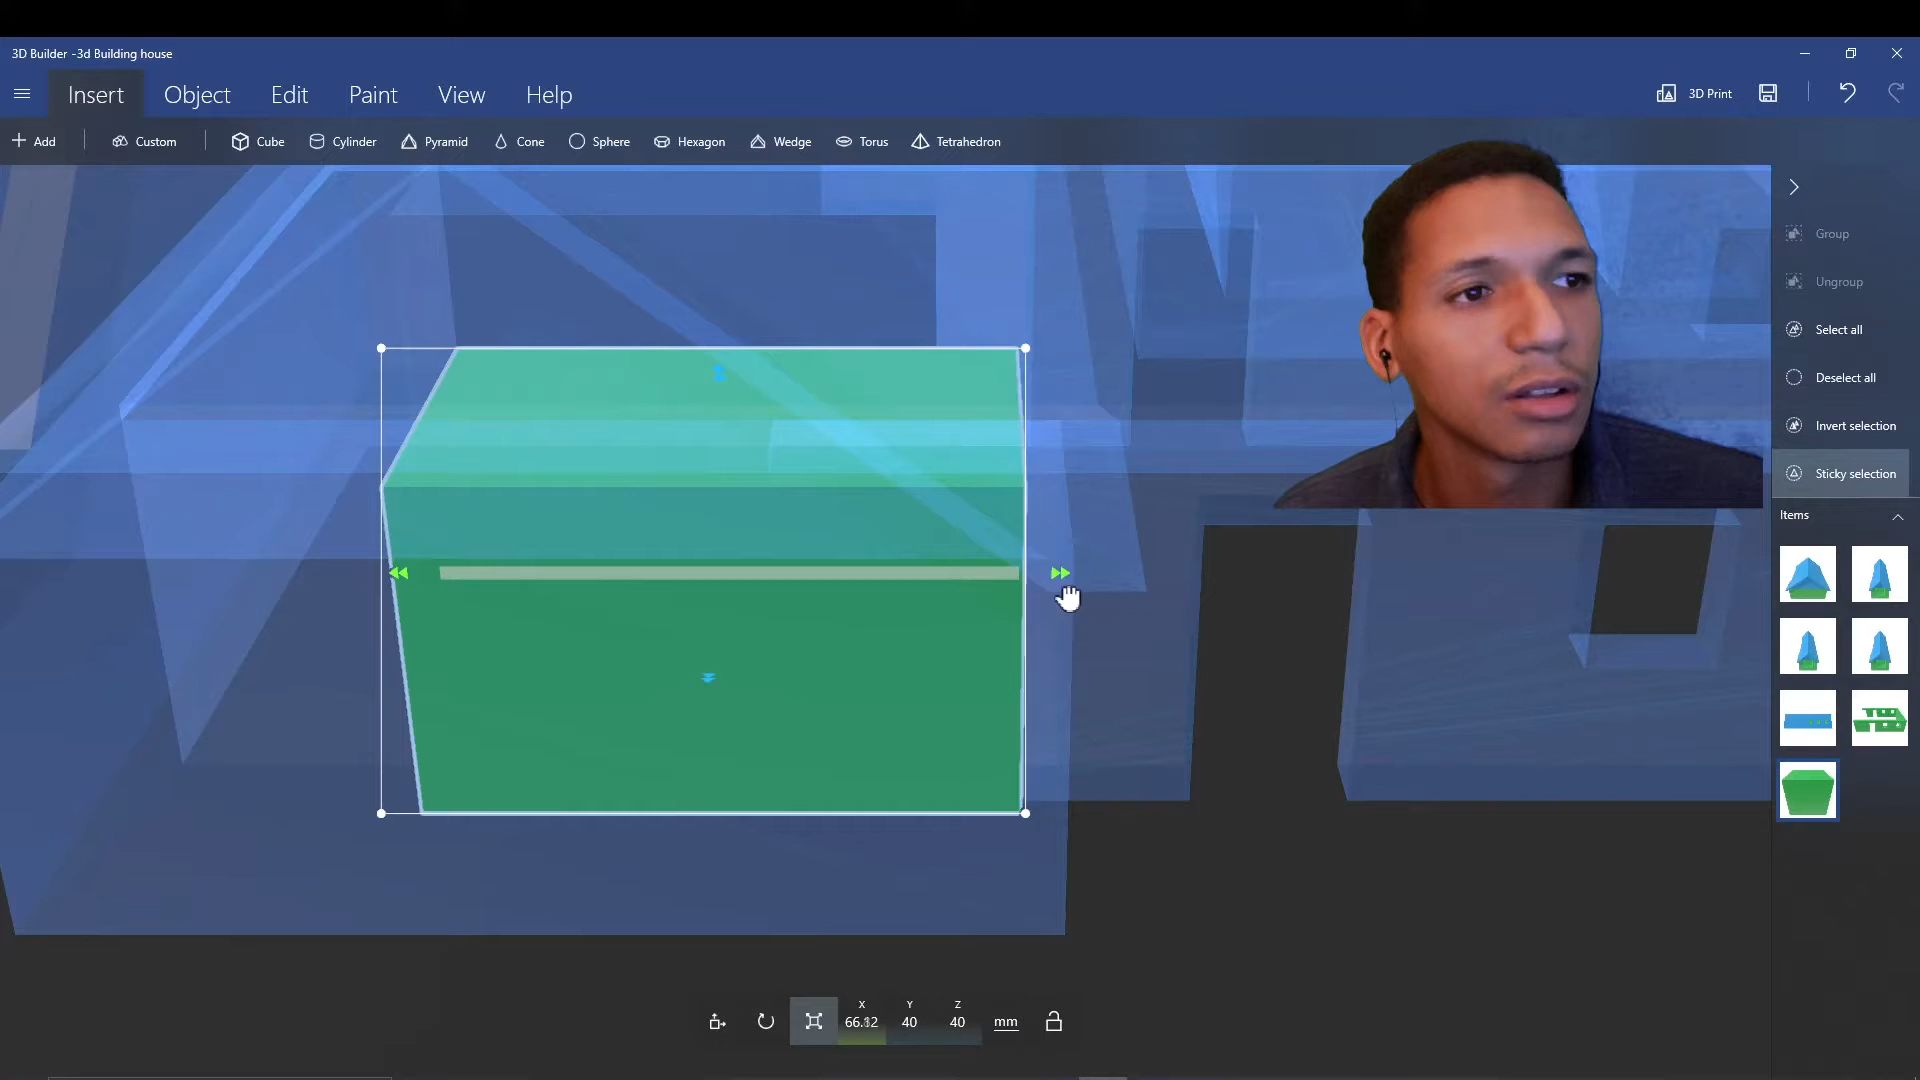 3D Builder -3d Building house
Insert Object Edit Paint View Help
3D Print
Add Custom Cube Cylinder Pyramid Cone Sphere Hexagon Wedge Torus Tetrahedron
Group
Ungroup
Select all
Deselect all
Invert selection
Sticky selection
Items
X Y Z
66.12 40 40 mm